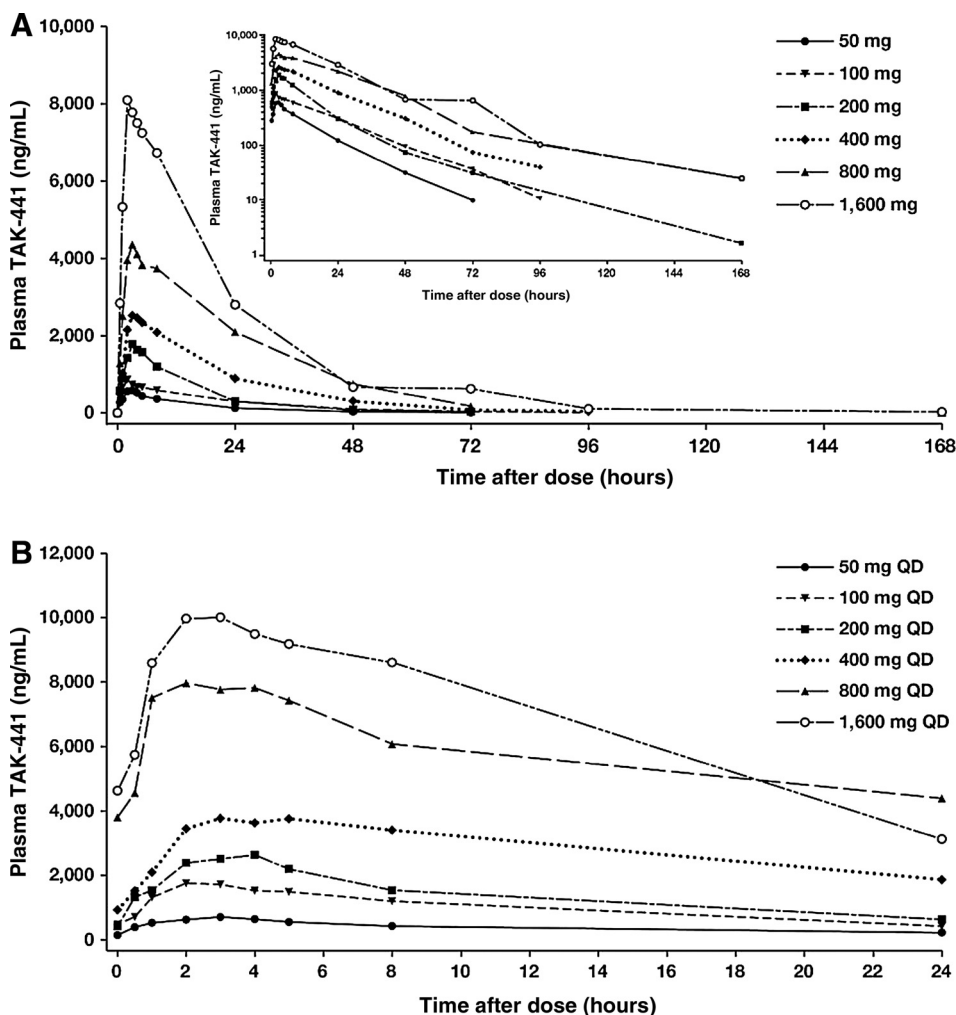 A
Plasma TAK-441 (ng/mL)
10,000
8,000
6,000
4,000
2,000
0
0 24 48 72 96 120 144 168
Time after dose (hours)
Plasma TAK-441 (ng/mL)
10,000
1,000
100
10
1
0 24 48 72 96 120 144 168
Time after dose (hours)
50 mg
100 mg
200 mg
400 mg
800 mg
1,600 mg
B
Plasma TAK-441 (ng/mL)
12,000
10,000
8,000
6,000
4,000
2,000
0
0 2 4 6 8 10 12 14 16 18 20 22 24
Time after dose (hours)
50 mg QD
100 mg QD
200 mg QD
400 mg QD
800 mg QD
1,600 mg QD